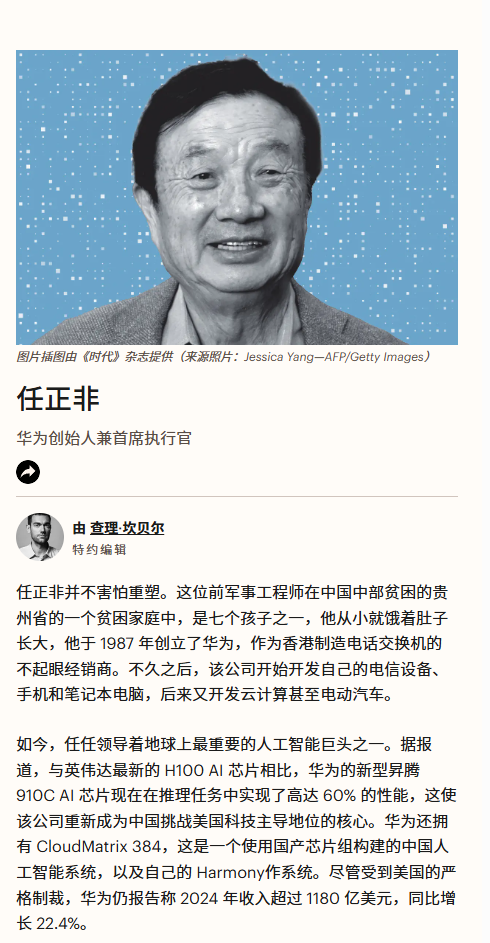 图片插图由《时代》杂志提供（来源照片：Jessica Yang—AFP/Getty Images）
任正非
华为创始人兼首席执行官
由 查理·坎贝尔
特约编辑
任正非并不害怕重塑。这位前军事工程师在中国中部贫困的贵
州省的一个贫困家庭中，是七个孩子之一，他从小就饿着肚子
长大，他于 1987 年创立了华为，作为香港制造电话交换机的
不起眼经销商。不久之后，该公司开始开发自己的电信设备、
手机和笔记本电脑，后来又开发云计算甚至电动汽车。
如今，任任领导着地球上最重要的人工智能巨头之一。据报
道，与英伟达最新的 H100 AI 芯片相比，华为的新型昇腾
910C AI 芯片现在在推理任务中实现了高达 60% 的性能，这使
该公司重新成为中国挑战美国科技主导地位的核心。华为还拥
有 CloudMatrix 384，这是一个使用国产芯片组构建的中国人
工智能系统，以及自己的 Harmony作系统。尽管受到美国的严
格制裁，华为仍报告称 2024 年收入超过 1180 亿美元，同比增
长 22.4%。